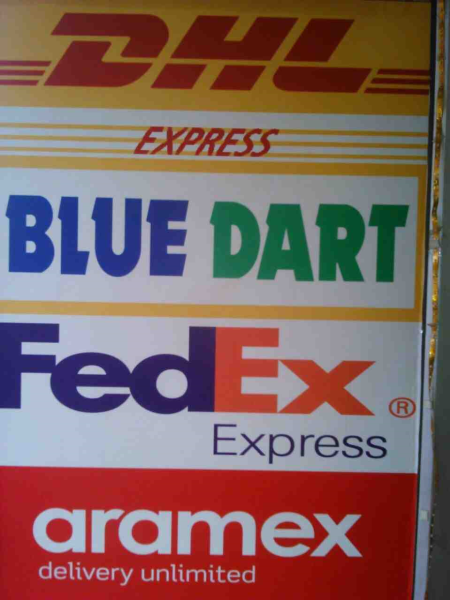 DHL
EXPRESS
BLUE DART
FedEx ®
Express
aramex
delivery unlimited